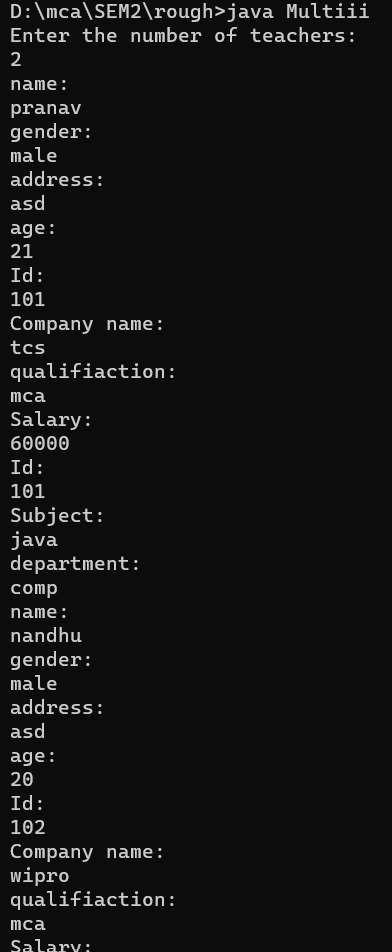 D:\mca\SEM2\rough>java Multiii
Enter the number of teachers:
2
name:
pranav
gender:
male
address:
asd
age:
21
Id:
101
Company name:
tcs
qualifiaction:
mca
Salary:
60000
Id:
101
Subject:
java
department:
comp
name:
nandhu
gender:
male
address:
asd
age:
20
Id:
102
Company name:
wipro
qualifiaction:
mca
Salary: